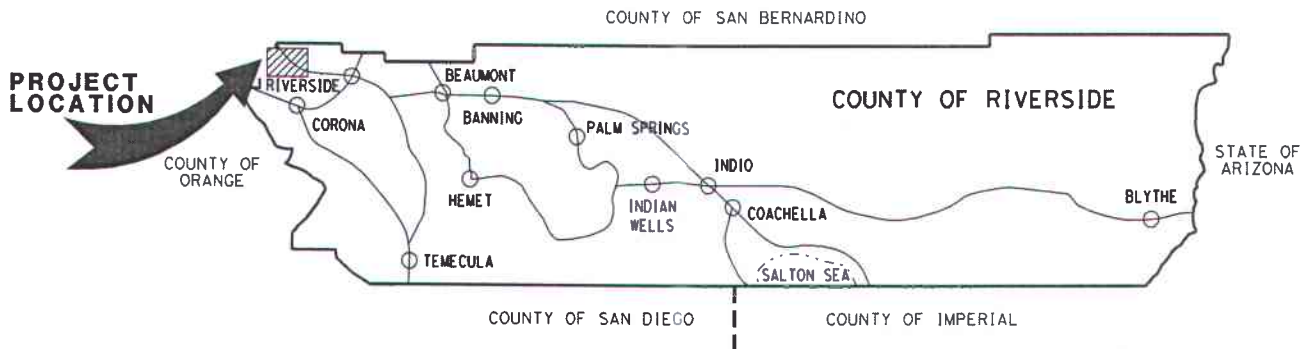 COUNTY OF SAN BERNARDINO
PROJECT
LOCATION
RIVERSIDE
BEAUMONT
BANNING
CORONA
COUNTY OF RIVERSIDE
PALM SPRINGS
COUNTY OF
ORANGE
STATE OF
ARIZONA
INDIO
HEMET
INDIAN
WELLS
COACHELLA
BLYTHE
TEMECULA
SALTON SEA
COUNTY OF SAN DIEGO
COUNTY OF IMPERIAL